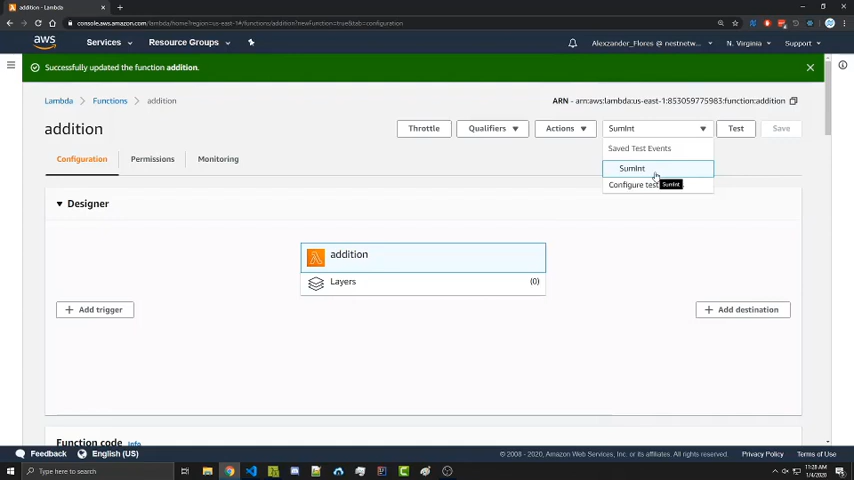 addition - Lambda
console.aws.amazon.com/lambda/home?region=us-east-1#/functions/addition?newFunction=true&tab=configuration
aws
Services
Resource Groups
Alexzander_Flores @ nestnetw...
N. Virginia
Support
Successfully updated the function addition.
Lambda
Functions
addition
ARN - arn:aws:lambda:us-east-1:853059775983:function:addition
addition
Throttle
Qualifiers
Actions
SumInt
Test
Save
Saved Test Events
SumInt
Configure test
SumInt
Configuration
Permissions
Monitoring
Designer
addition
Layers
(0)
Add trigger
Add destination
Function code Info
Feedback
English (US)
© 2008 - 2020, Amazon Web Services, Inc. or its affiliates. All rights reserved.
Privacy Policy
Terms of Use
Type here to search
11:28 AM
1/4/2020